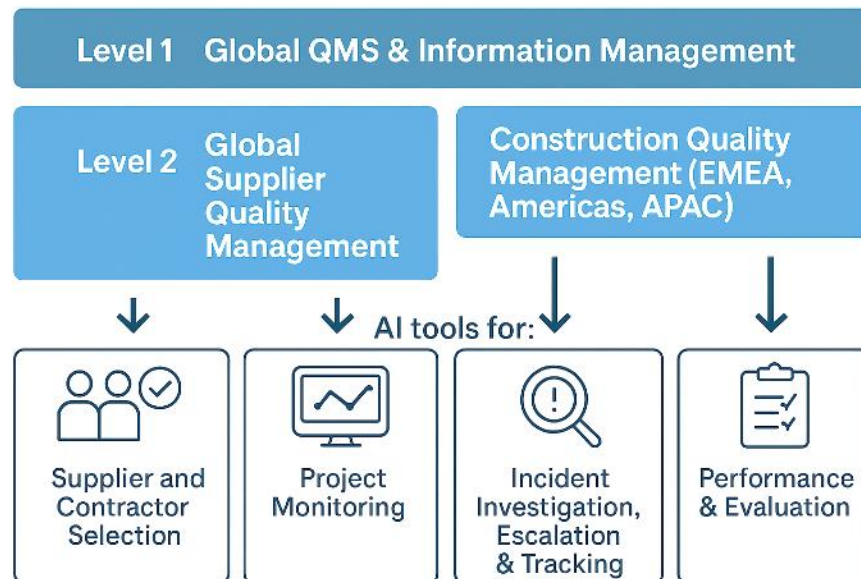 Level 1 Global QMS & Information Management
Level 2
Global
Supplier
Quality
Management
Construction Quality
Management (EMEA,
Americas, APAC)
AI tools for:
Supplier and
Contractor
Selection
Project
Monitoring
Incident
Investigation,
Escalation
& Tracking
Performance
& Evaluation